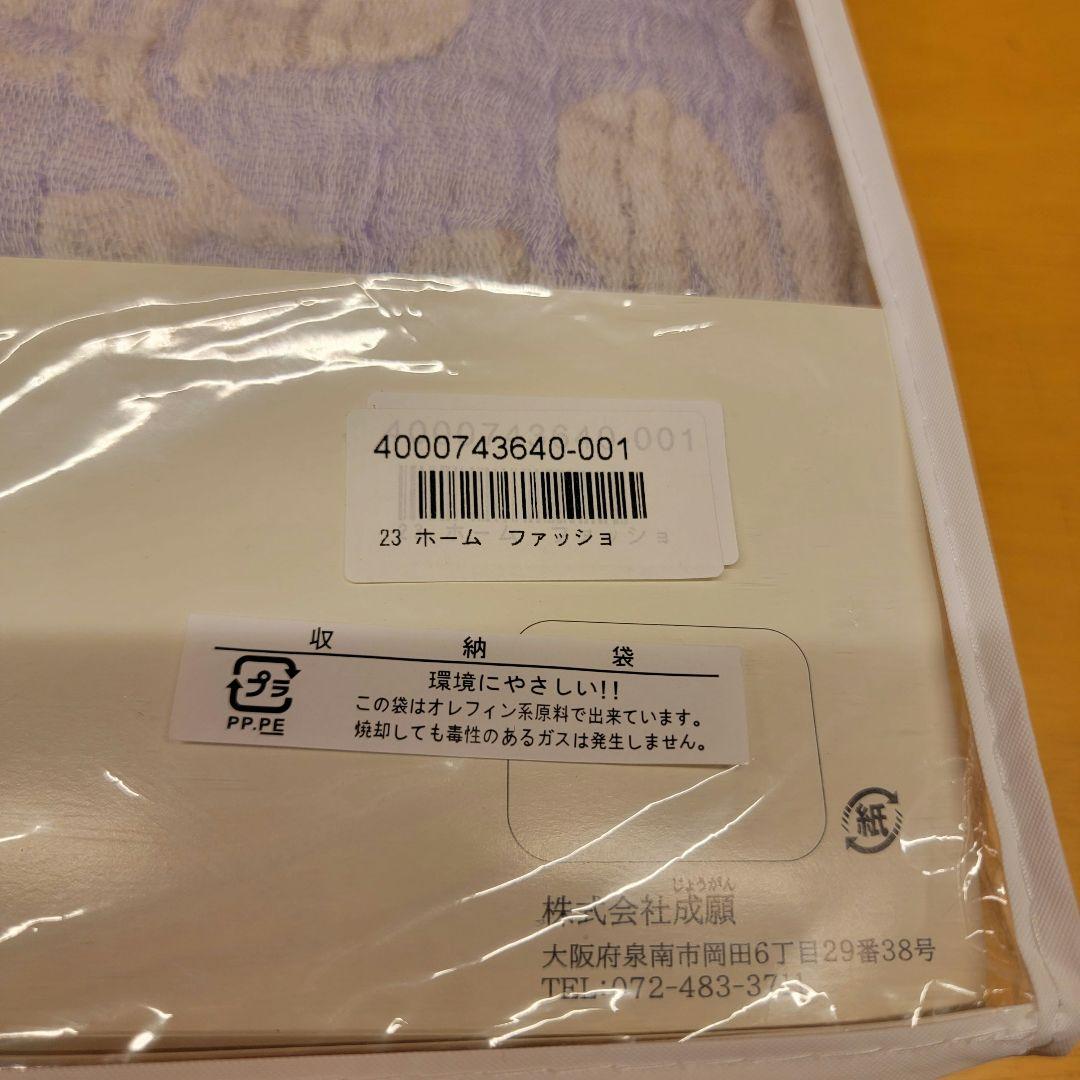 4000743640-001
4000743640-001
23 ホーム ファッショ
収 納 袋
プラ
PP.PE
環境にやさしい!!
この袋はオレフィン系原料で出来ています。
焼却しても毒性のあるガスは発生しません。
紙
じょうがん
株式会社成願
大阪府泉南市岡田6丁目29番38号
TEL:072-483-3711